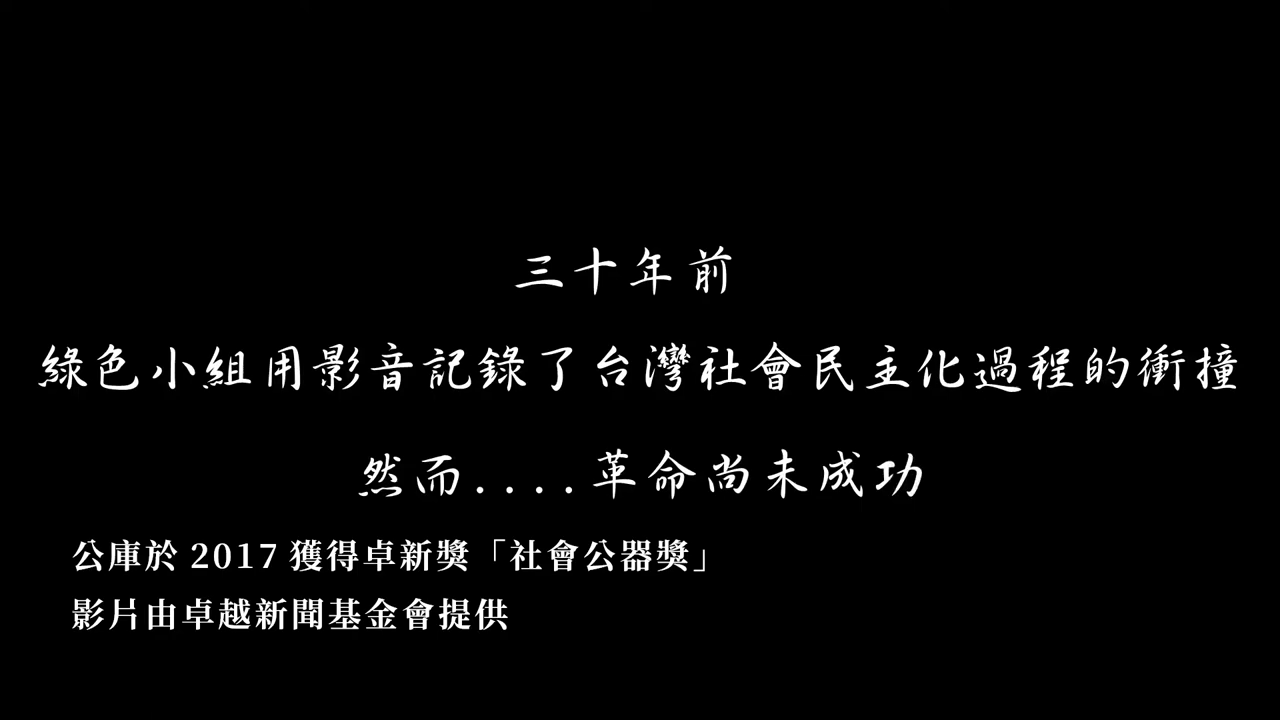 三十年前
綠色小組用影音記錄了台灣社會民主化過程的衝撞
然而....革命尚未成功
公庫於 2017 獲得卓新獎「社會公器獎」
影片由卓越新聞基金會提供